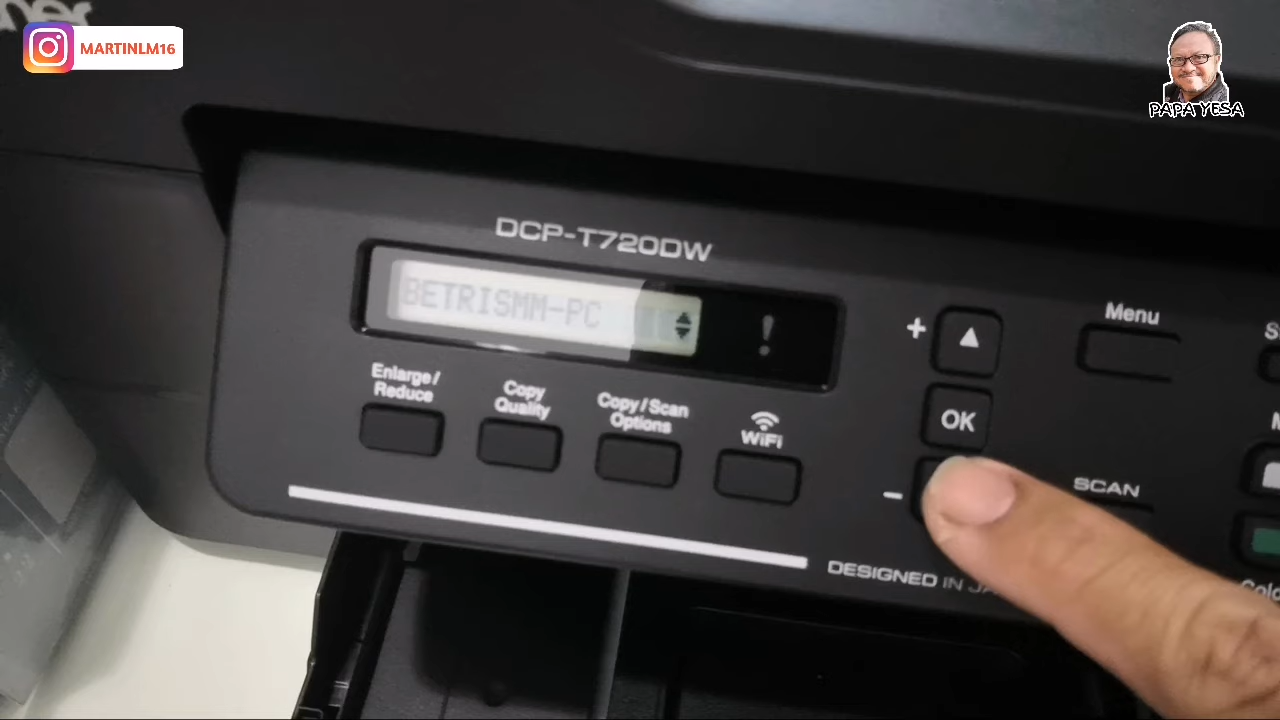 MARTINLM16
PAPA YESA
DCP-T720DW
BETRISMM-PC
!
+
Menu
Enlarge/
Reduce
Copy
Quality
Copy/Scan
Options
WiFi
OK
-
SCAN
DESIGNED IN